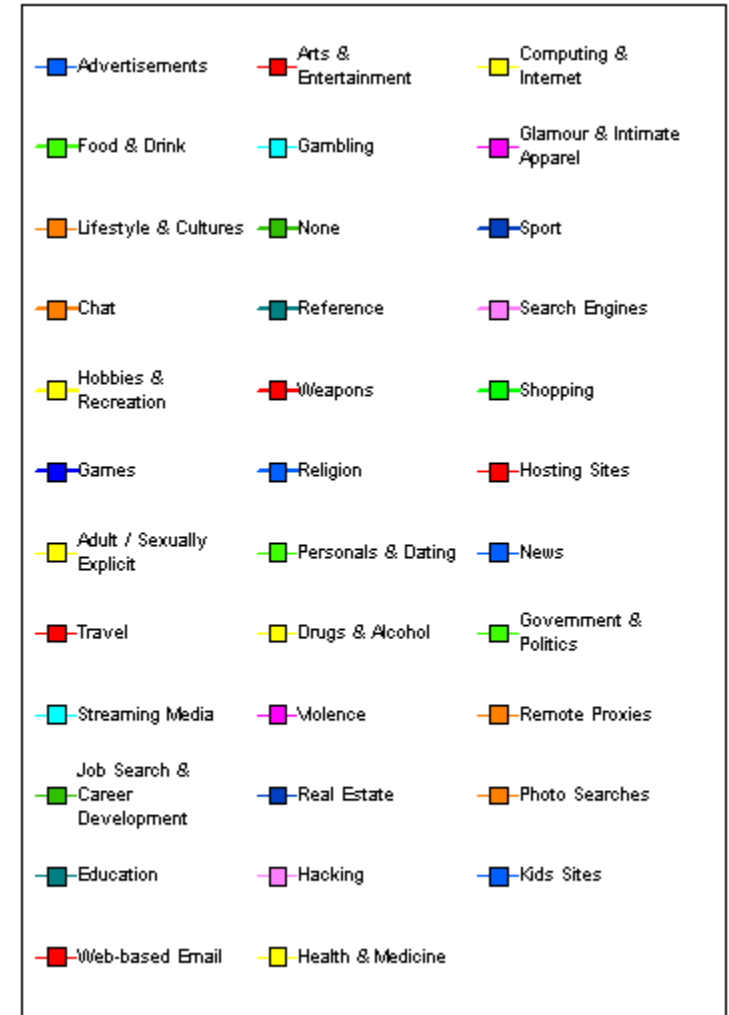 Advertisements
Arts &
Entertainment
Computing &
Internet
Food & Drink
Gambling
Glamour & Intimate
Apparel
Lifestyle & Cultures
None
Sport
Chat
Reference
Search Engines
Hobbies &
Recreation
Weapons
Shopping
Games
Religion
Hosting Sites
Adult / Sexually
Explicit
Personals & Dating
News
Travel
Drugs & Alcohol
Government &
Politics
Streaming Media
Violence
Remote Proxies
Job Search &
Career
Development
Real Estate
Photo Searches
Education
Hacking
Kids Sites
Web-based Email
Health & Medicine